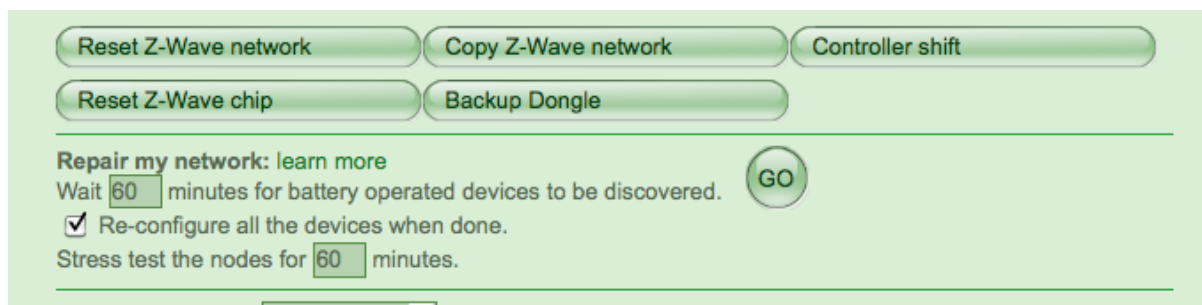 Reset Z-Wave network Copy Z-Wave network Controller shift
Reset Z-Wave chip Backup Dongle
Repair my network: learn more
Wait 60 minutes for battery operated devices to be discovered. GO
Re-configure all the devices when done.
Stress test the nodes for 60 minutes.